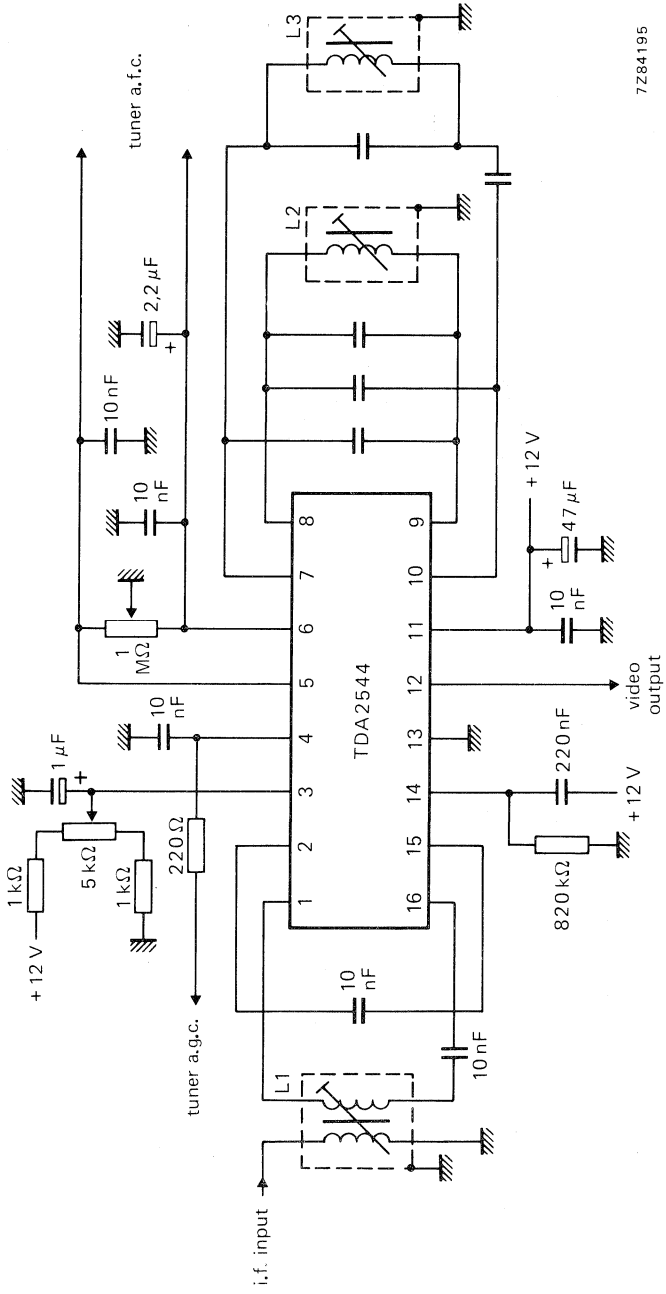 7Z84195
tuner a.f.c.
L3
L2
2,2 μF
+
10 nF
10
nF
1
MΩ
10
nF
1 μF
+
1 kΩ
5 kΩ
1 kΩ
+ 12 V
220 Ω
tuner a.g.c.
8
7
6
5
4
3
2
1
TDA2544
9
10
11
12
13
14
15
16
+ 12 V
+
47 μF
10
nF
video
output
220 nF
+ 12 V
820 kΩ
10
nF
10 nF
L1
i.f. input